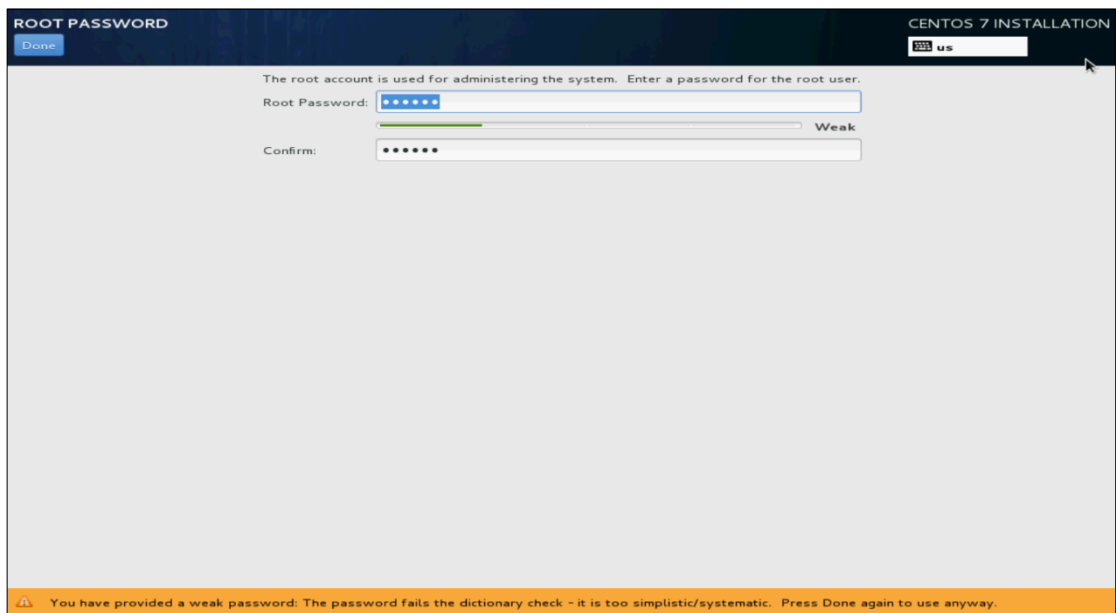 ROOT PASSWORD
CENTOS 7 INSTALLATION
Done
us
The root account is used for administering the system. Enter a password for the root user.
Root Password: ●●●●●●
Weak
Confirm: ●●●●●●
You have provided a weak password: The password fails the dictionary check - it is too simplistic/systematic. Press Done again to use anyway.